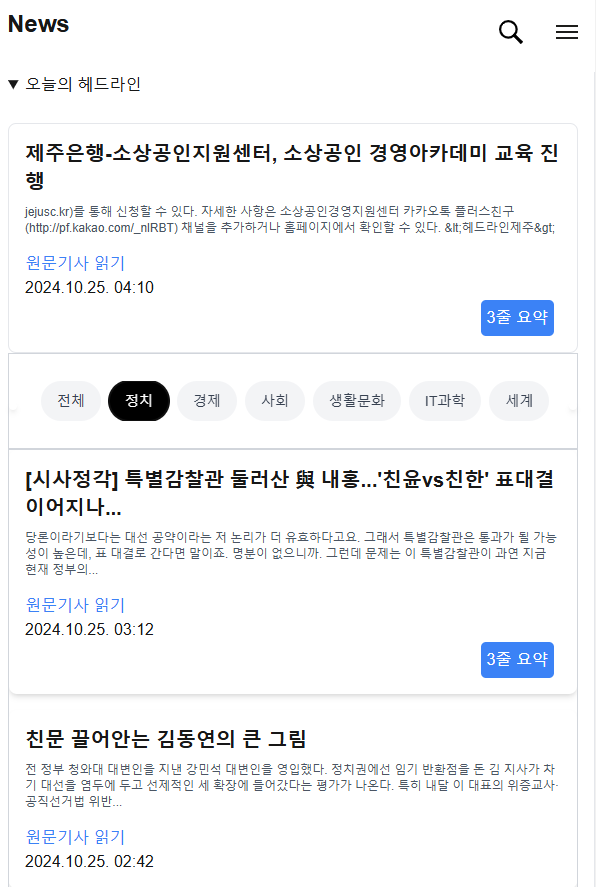 News
▼ 오늘의 헤드라인
제주은행-소상공인지원센터, 소상공인 경영아카데미 교육 진
행
jejusc.kr)를 통해 신청할 수 있다. 자세한 사항은 소상공인경영지원센터 카카오톡 플러스친구
(http://pf.kakao.com/_nlRBT) 채널을 추가하거나 홈페이지에서 확인할 수 있다. &lt;헤드라인제주&gt;
원문기사 읽기
2024.10.25. 04:10
3줄 요약
전체 정치 경제 사회 생활문화 IT과학 세계
[시사정각] 특별감찰관 둘러산 與 내홍...'친윤vs친한' 표대결
이어지나...
당론이라기보다는 대선 공약이라는 저 논리가 더 유효하다고요. 그래서 특별감찰관은 통과가 될 가능
성이 높은데, 표 대결로 간다면 말이죠. 명분이 없으니까. 그런데 문제는 이 특별감찰관이 과연 지금
현재 정부의...
원문기사 읽기
2024.10.25. 03:12
3줄 요약
친문 끌어안는 김동연의 큰 그림
전 정부 청와대 대변인을 지낸 강민석 대변인을 영입했다. 정치권에선 임기 반환점을 돈 김 지사가 차
기 대선을 염두에 두고 선제적인 세 확장에 들어갔다는 평가가 나온다. 특히 내달 이 대표의 위증교사·
공직선거법 위반...
원문기사 읽기
2024.10.25. 02:42